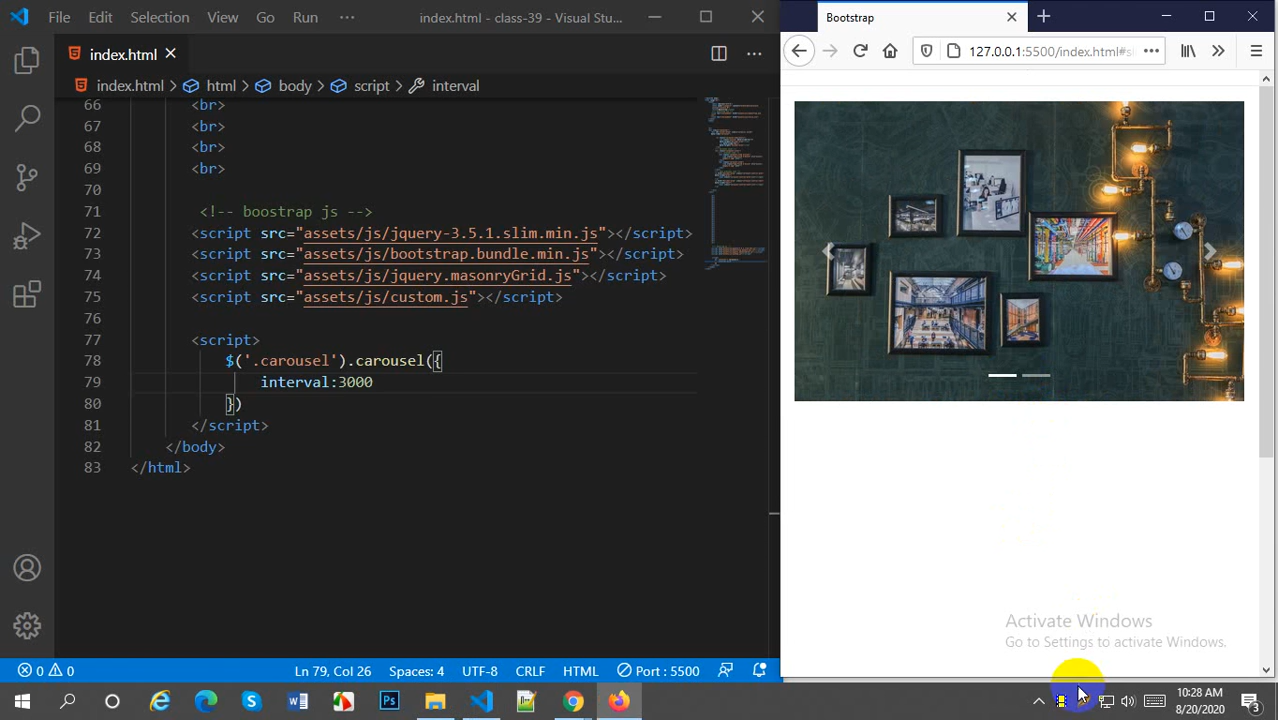 File Edit Selection View Go Run ··· index.html - class-39 - Visual Stu...
index.html
index.html > html > body > script > interval
66 <br>
67 <br>
68 <br>
69 <br>
70
71 <!-- boostrap js -->
72 <script src="assets/js/jquery-3.5.1.slim.min.js"></script>
73 <script src="assets/js/bootstrap.bundle.min.js"></script>
74 <script src="assets/js/jquery.masonryGrid.js"></script>
75 <script src="assets/js/custom.js"></script>
76
77 <script>
78 $('.carousel').carousel({
79 interval:3000
80 })
81 </script>
82 </body>
83 </html>
0 0 Ln 79, Col 26 Spaces: 4 UTF-8 CRLF HTML Port : 5500
Bootstrap
127.0.0.1:5500/index.html#s
Activate Windows
Go to Settings to activate Windows.
10:28 AM
8/20/2020
3